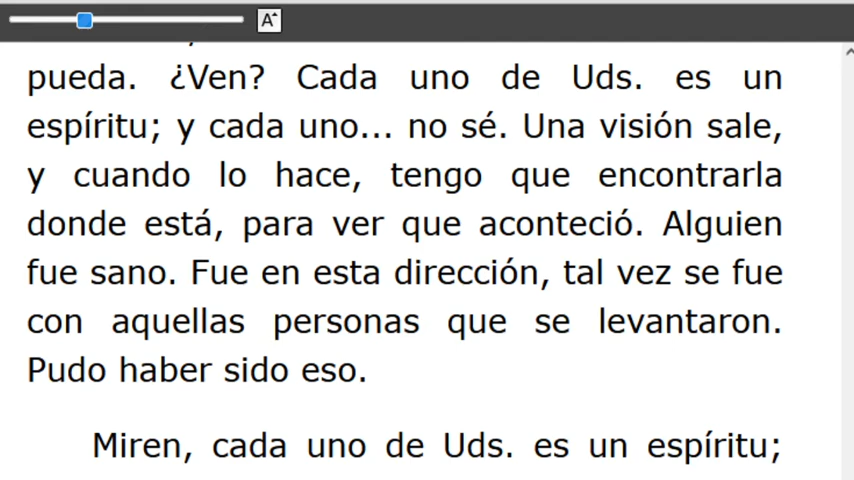 A
pueda. ¿Ven? Cada uno de Uds. es un
espíritu; y cada uno... no sé. Una visión sale,
y cuando lo hace, tengo que encontrarla
donde está, para ver que aconteció. Alguien
fue sano. Fue en esta dirección, tal vez se fue
con aquellas personas que se levantaron.
Pudo haber sido eso.
Miren, cada uno de Uds. es un espíritu;